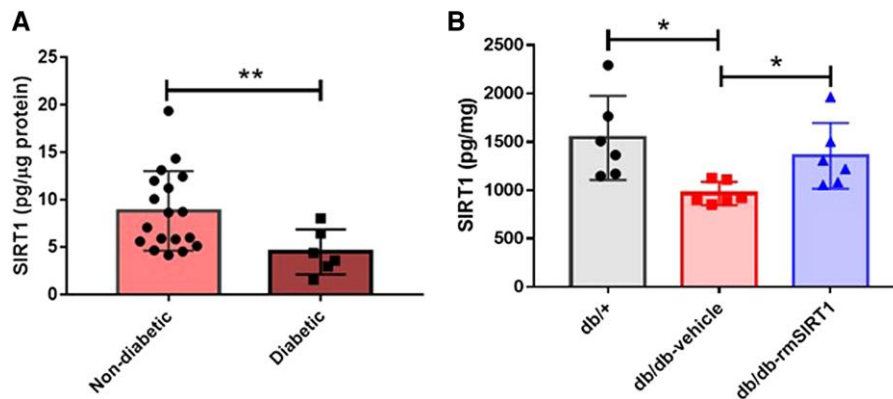 A
SIRT1 (pg/µg protein)
25
20
15
10
5
0
**
Non-diabetic
Diabetic
B
SIRT1 (pg/mg)
2500
2000
1500
1000
500
0
*
*
db/+
db/db-vehicle
db/db-rmSIRT1